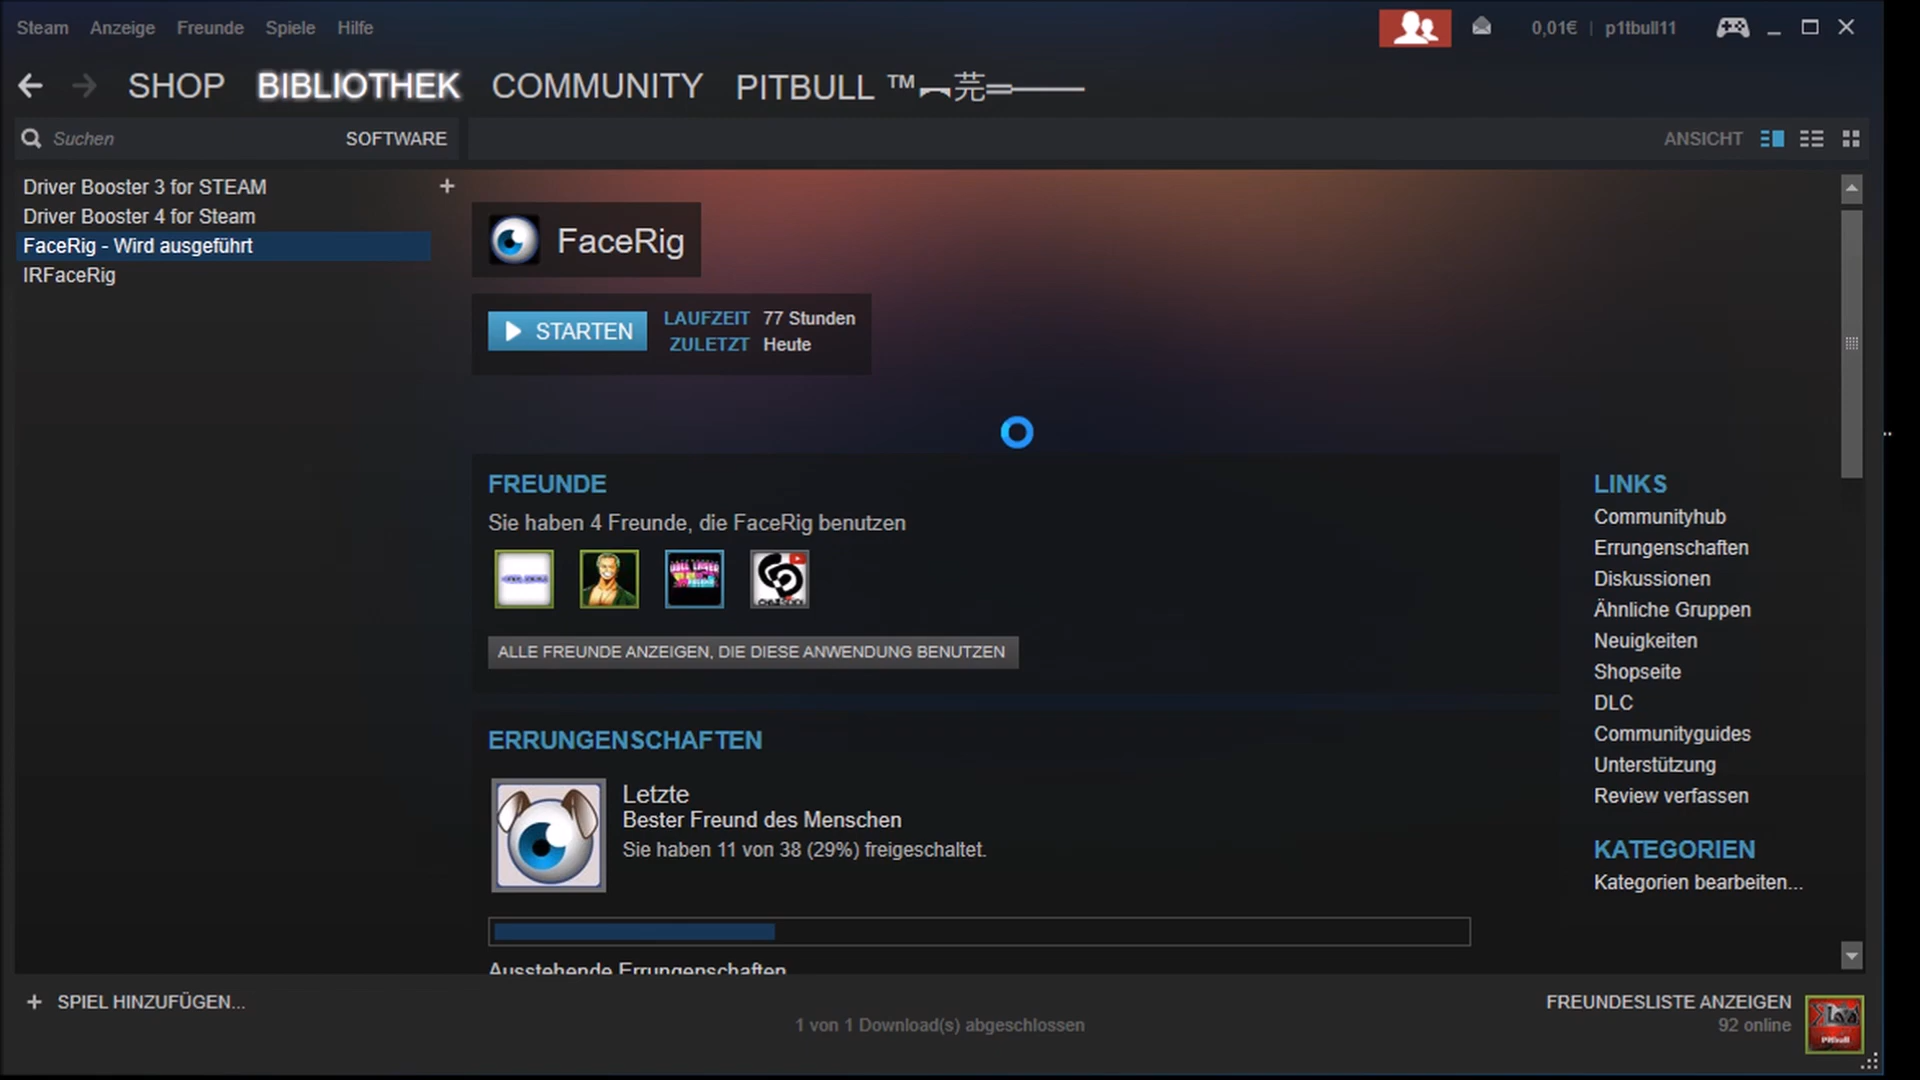 Steam Anzeige Freunde Spiele Hilfe
0,01€ | p1tbull11
SHOP BIBLIOTHEK COMMUNITY PITBULL ™︻芫═───
Suchen SOFTWARE
ANSICHT
Driver Booster 3 for STEAM
Driver Booster 4 for Steam
FaceRig - Wird ausgeführt
IRFaceRig
FaceRig
STARTEN
LAUFZEIT 77 Stunden
ZULETZT Heute
FREUNDE
Sie haben 4 Freunde, die FaceRig benutzen
ALLE FREUNDE ANZEIGEN, DIE DIESE ANWENDUNG BENUTZEN
ERRUNGENSCHAFTEN
Letzte
Bester Freund des Menschen
Sie haben 11 von 38 (29%) freigeschaltet.
Ausstehende Errungenschaften
LINKS
Communityhub
Errungenschaften
Diskussionen
Ähnliche Gruppen
Neuigkeiten
Shopseite
DLC
Communityguides
Unterstützung
Review verfassen
KATEGORIEN
Kategorien bearbeiten...
+ SPIEL HINZUFÜGEN...
1 von 1 Download(s) abgeschlossen
FREUNDESLISTE ANZEIGEN
92 online
Pitbull